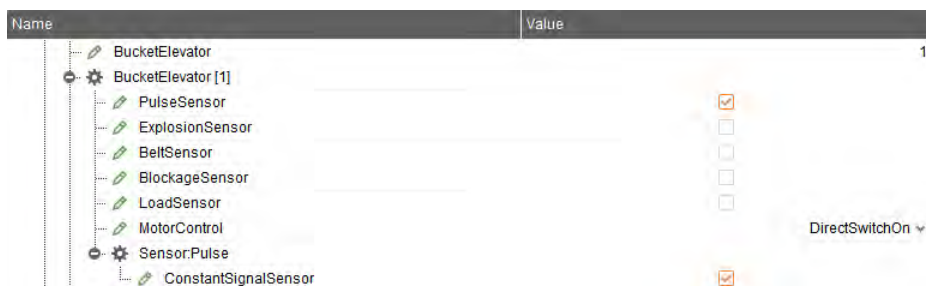 Name Value
BucketElevator 1
BucketElevator [1]
PulseSensor
ExplosionSensor
BeltSensor
BlockageSensor
LoadSensor
MotorControl DirectSwitchOn
Sensor:Pulse
ConstantSignalSensor